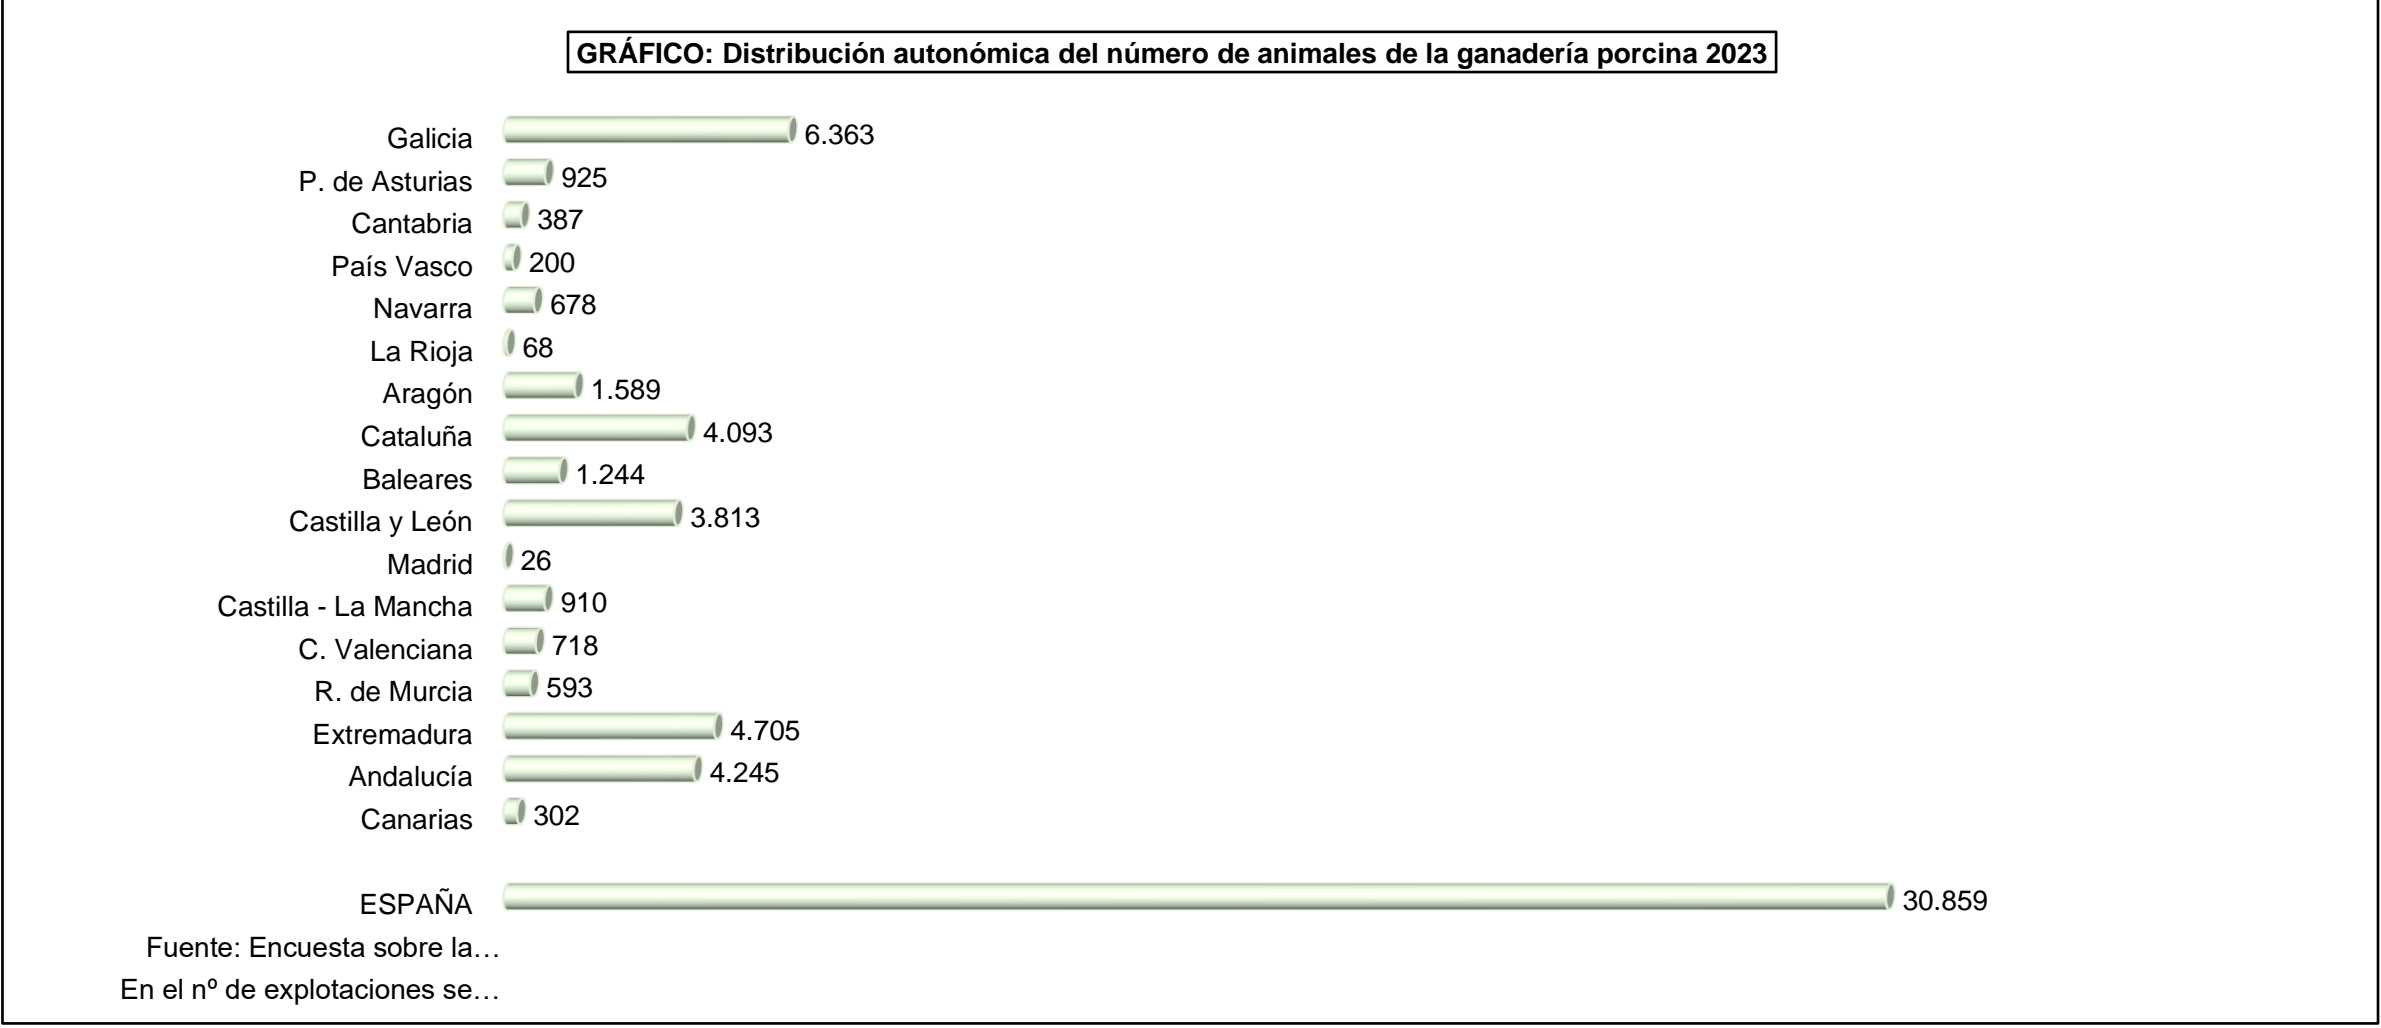 GRÁFICO: Distribución autonómica del número de animales de la ganadería porcina 2023
Galicia 6.363
P. de Asturias 925
Cantabria 387
País Vasco 200
Navarra 678
La Rioja 68
Aragón 1.589
Cataluña 4.093
Baleares 1.244
Castilla y León 3.813
Madrid 26
Castilla - La Mancha 910
C. Valenciana 718
R. de Murcia 593
Extremadura 4.705
Andalucía 4.245
Canarias 302
ESPAÑA 30.859
Fuente: Encuesta sobre la…
En el nº de explotaciones se…